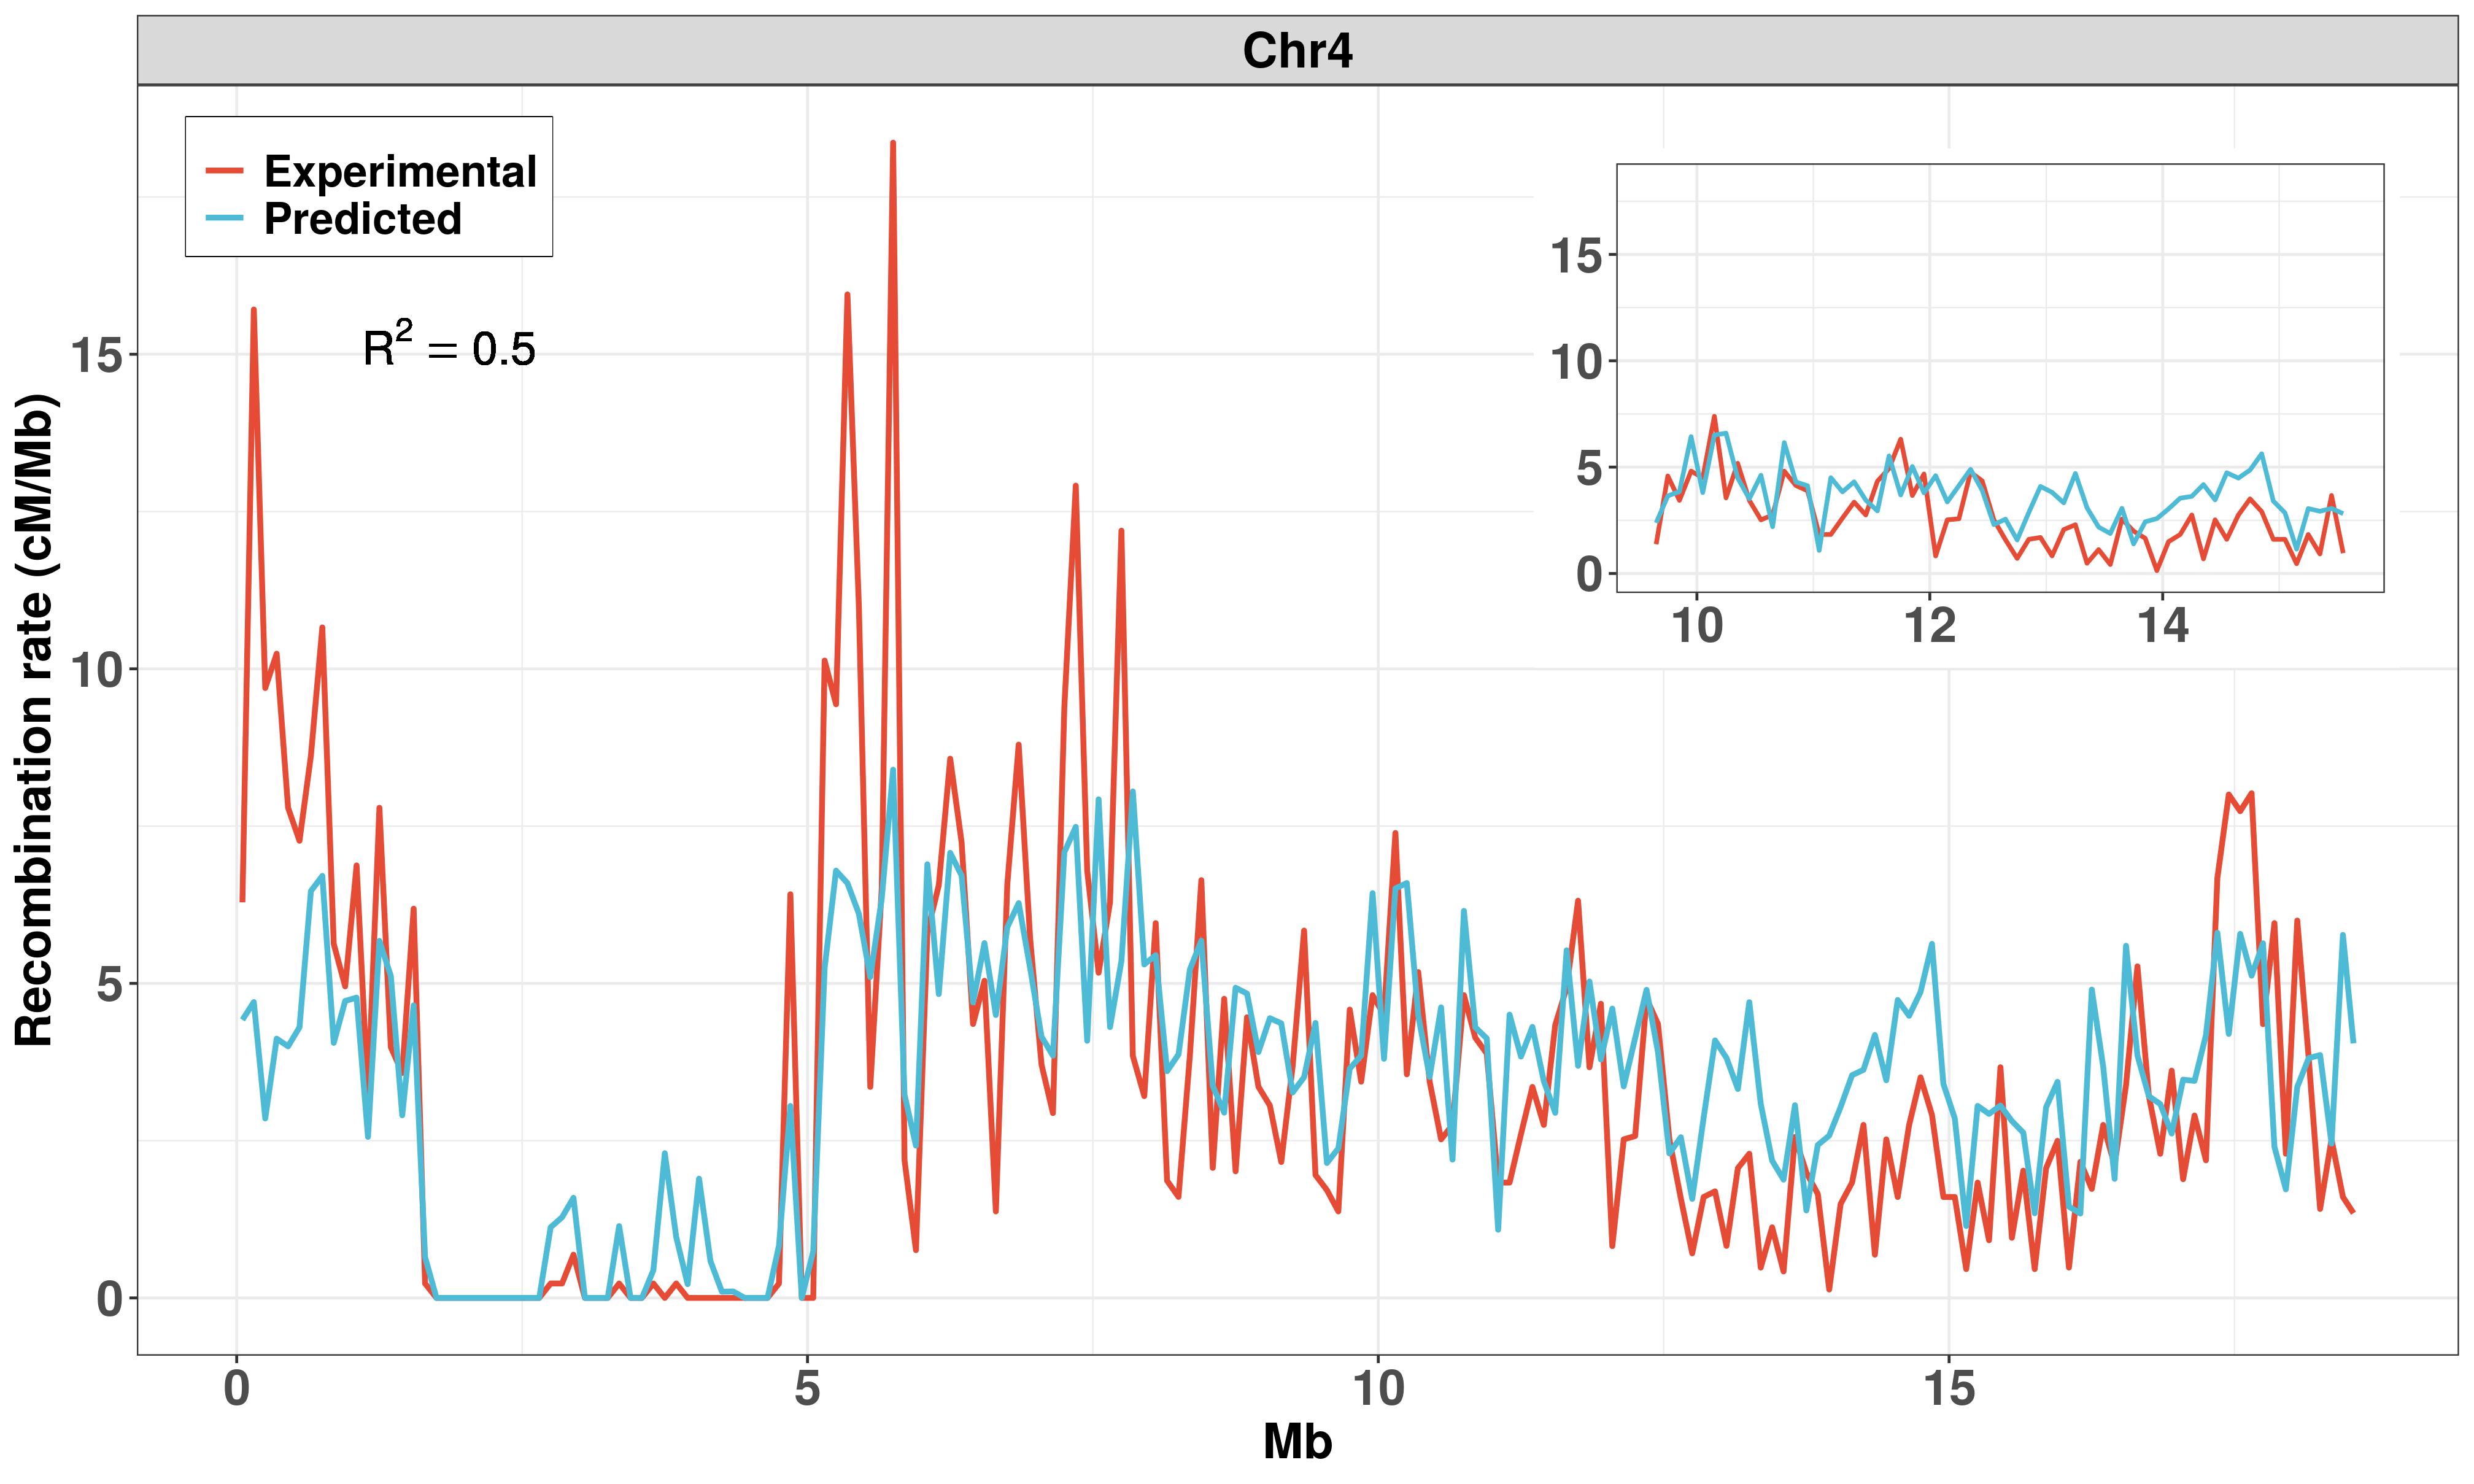 Chr4
Experimental
Predicted
R² = 0.5
Recombination rate (cM/Mb)
15
10
5
0
0 5 10 15
Mb
15
10
5
0
10 12 14